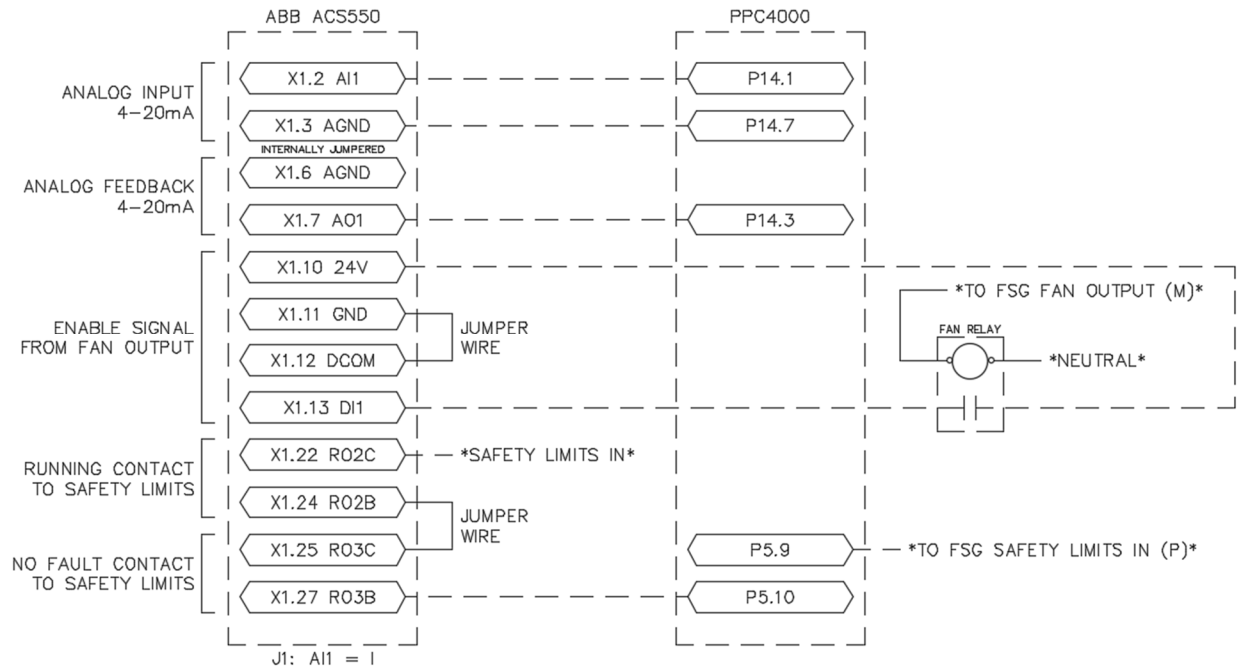 ABB ACS550
PPC4000
ANALOG INPUT
4-20mA
X1.2 AI1
P14.1
X1.3 AGND
P14.7
INTERNALLY JUMPERED
ANALOG FEEDBACK
4-20mA
X1.6 AGND
X1.7 AO1
P14.3
ENABLE SIGNAL
FROM FAN OUTPUT
X1.10 24V
X1.11 GND
X1.12 DCOM
X1.13 DI1
JUMPER
WIRE
*TO FSG FAN OUTPUT (M)*
FAN RELAY
*NEUTRAL*
RUNNING CONTACT
TO SAFETY LIMITS
X1.22 RO2C
*SAFETY LIMITS IN*
X1.24 RO2B
JUMPER
WIRE
NO FAULT CONTACT
TO SAFETY LIMITS
X1.25 RO3C
P5.9
*TO FSG SAFETY LIMITS IN (P)*
X1.27 RO3B
P5.10
J1: AI1 = I